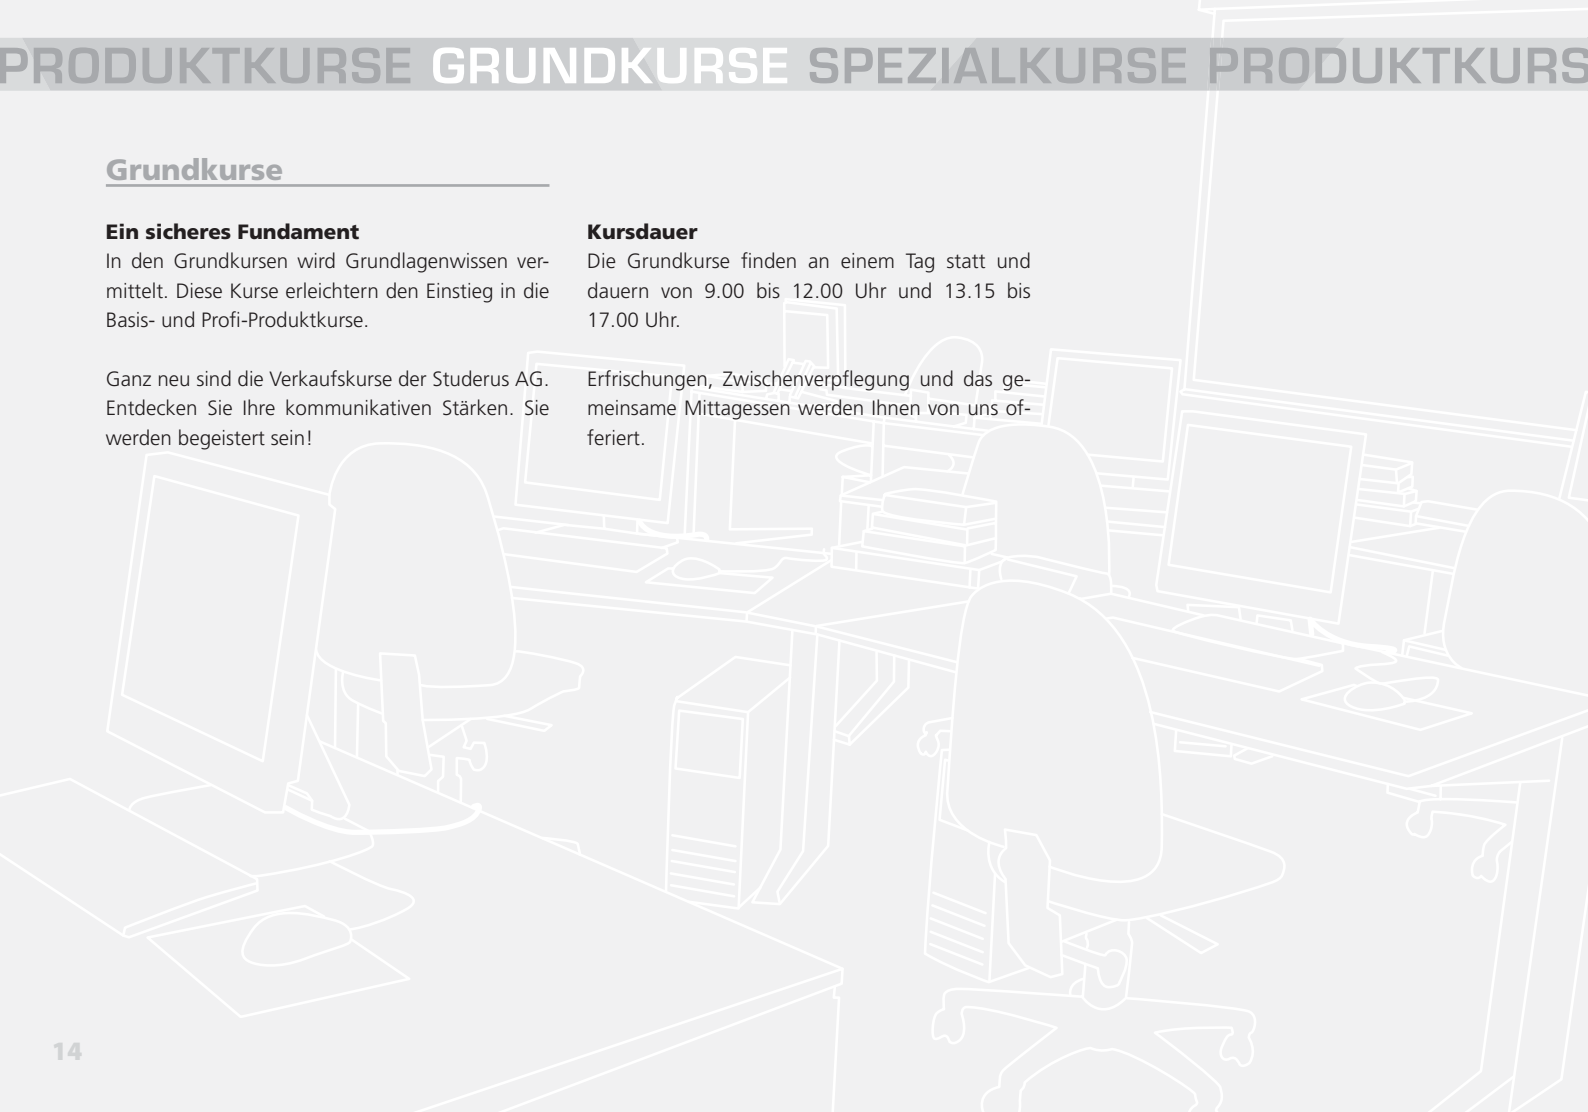 PRODUKTKURSE GRUNDKURSE SPEZIALKURSE PRODUKTKURS
Grundkurse
Ein sicheres Fundament
In den Grundkursen wird Grundlagenwissen ver-
mittelt. Diese Kurse erleichtern den Einstieg in die
Basis- und Profi-Produktkurse.
Ganz neu sind die Verkaufskurse der Studerus AG.
Entdecken Sie Ihre kommunikativen Stärken. Sie
werden begeistert sein!
Kursdauer
Die Grundkurse finden an einem Tag statt und
dauern von 9.00 bis 12.00 Uhr und 13.15 bis
17.00 Uhr.
Erfrischungen, Zwischenverpflegung und das ge-
meinsame Mittagessen werden Ihnen von uns of-
feriert.
14